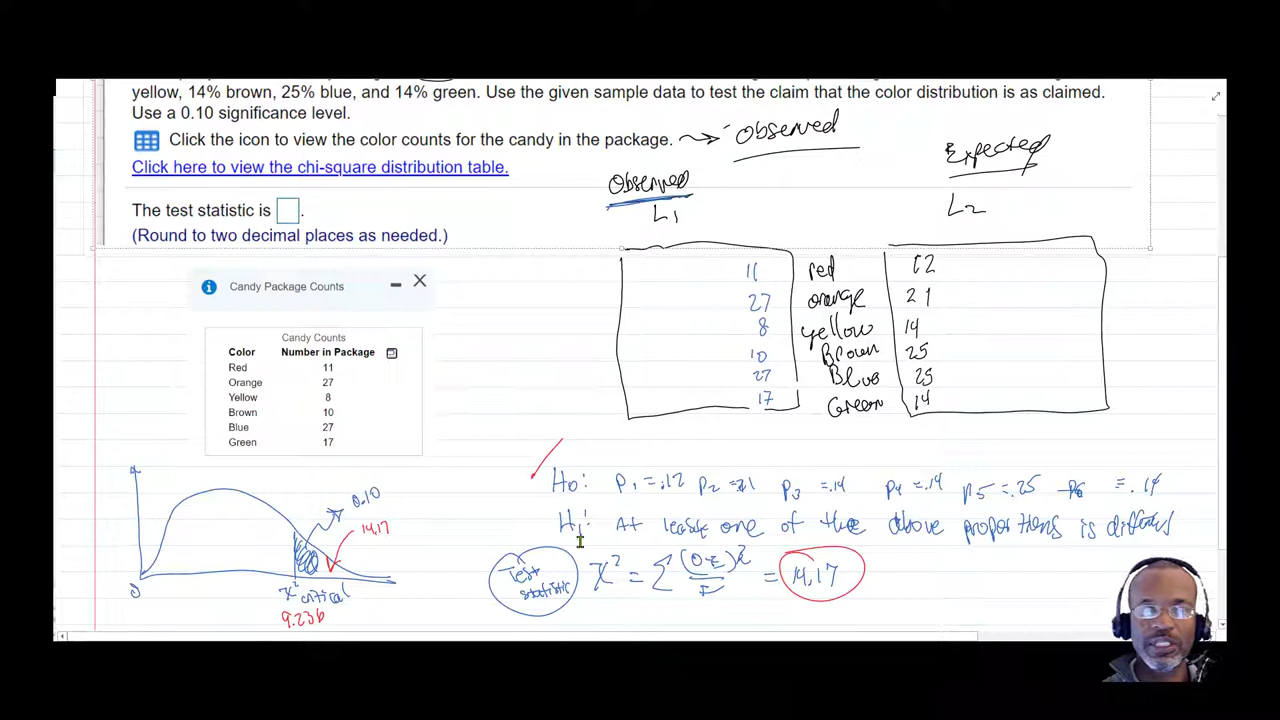 yellow, 14% brown, 25% blue, and 14% green. Use the given sample data to test the claim that the color distribution is as claimed.
Use a 0.10 significance level.
Click the icon to view the color counts for the candy in the package. Observed
Click here to view the chi-square distribution table.
Expected
Observed
L1 L2
The test statistic is .
(Round to two decimal places as needed.)
11 red 12
27 orange 21
8 yellow 14
10 Brown 25
27 Blue 25
17 Green 14
Candy Package Counts
Candy Counts
Color Number in Package
Red 11
Orange 27
Yellow 8
Brown 10
Blue 27
Green 17
0.10
14.17
0
X² critical
9.236
H0: P1 = .12 P2 = .21 P3 = .14 P4 = .14 P5 = .25 P6 = .14
H1: At least one of the above proportions is different
Test statistic X² = Σ (O-E)²/E = 14.17